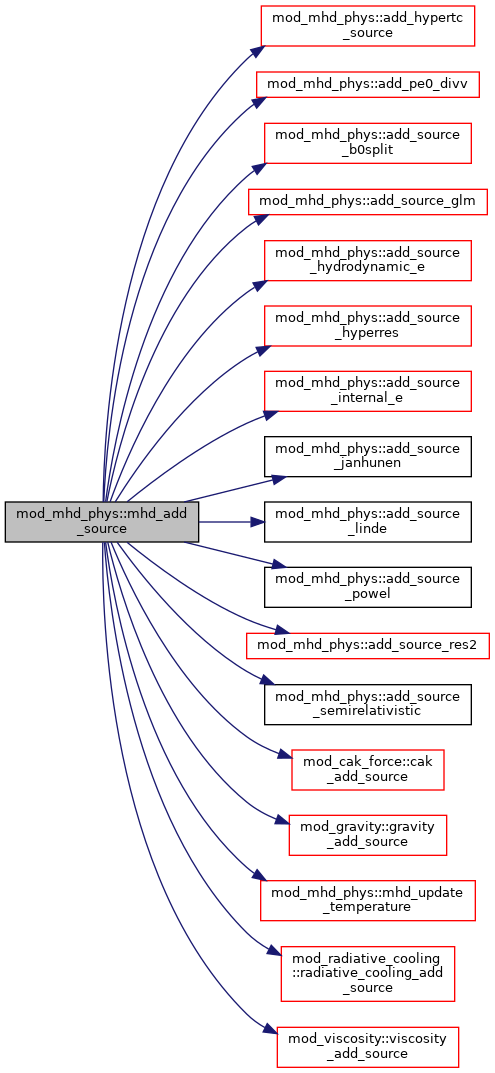 mod_mhd_phys::add_hypertc
_source
mod_mhd_phys::add_pe0_divv
mod_mhd_phys::add_source
_b0split
mod_mhd_phys::add_source_glm
mod_mhd_phys::add_source
_hydrodynamic_e
mod_mhd_phys::add_source
_hyperres
mod_mhd_phys::add_source
_internal_e
mod_mhd_phys::add_source
_janhunen
mod_mhd_phys::mhd_add
_source
mod_mhd_phys::add_source
_linde
mod_mhd_phys::add_source
_powel
mod_mhd_phys::add_source_res2
mod_mhd_phys::add_source
_semirelativistic
mod_cak_force::cak
_add_source
mod_gravity::gravity
_add_source
mod_mhd_phys::mhd_update
_temperature
mod_radiative_cooling
::radiative_cooling_add
_source
mod_viscosity::viscosity
_add_source